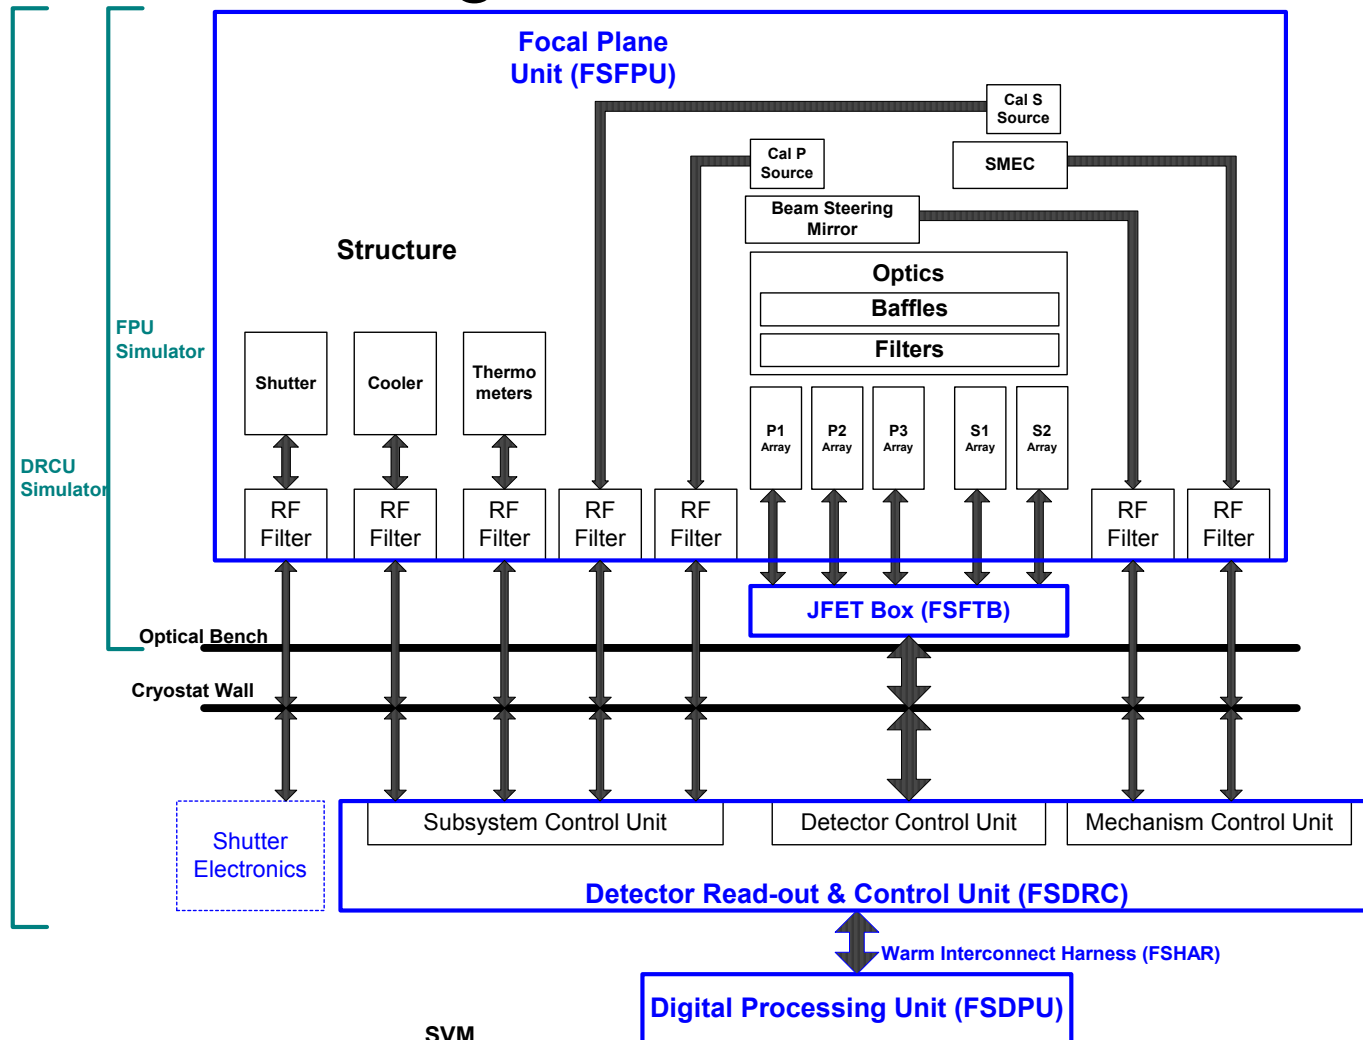 Focal Plane
Unit (FSFPU)
Cal S
Source
Cal P
Source
SMEC
Beam Steering
Mirror
Structure
Optics
Baffles
Filters
FPU
Simulator
Shutter
Cooler
Thermo
meters
P1
Array
P2
Array
P3
Array
S1
Array
S2
Array
DRCU
Simulator
RF
Filter
RF
Filter
RF
Filter
RF
Filter
RF
Filter
RF
Filter
RF
Filter
JFET Box (FSFTB)
Optical Bench
Cryostat Wall
Shutter
Electronics
Subsystem Control Unit
Detector Control Unit
Mechanism Control Unit
Detector Read-out & Control Unit (FSDRC)
Warm Interconnect Harness (FSHAR)
Digital Processing Unit (FSDPU)
SVM